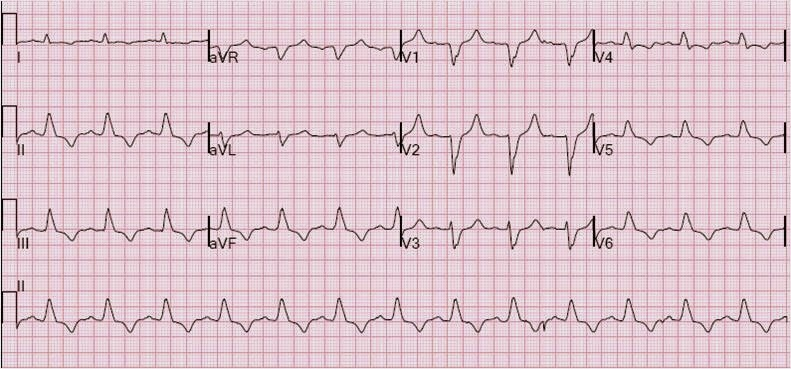 I aVR V1 V4
II aVL V2 V5
III aVF V3 V6
II